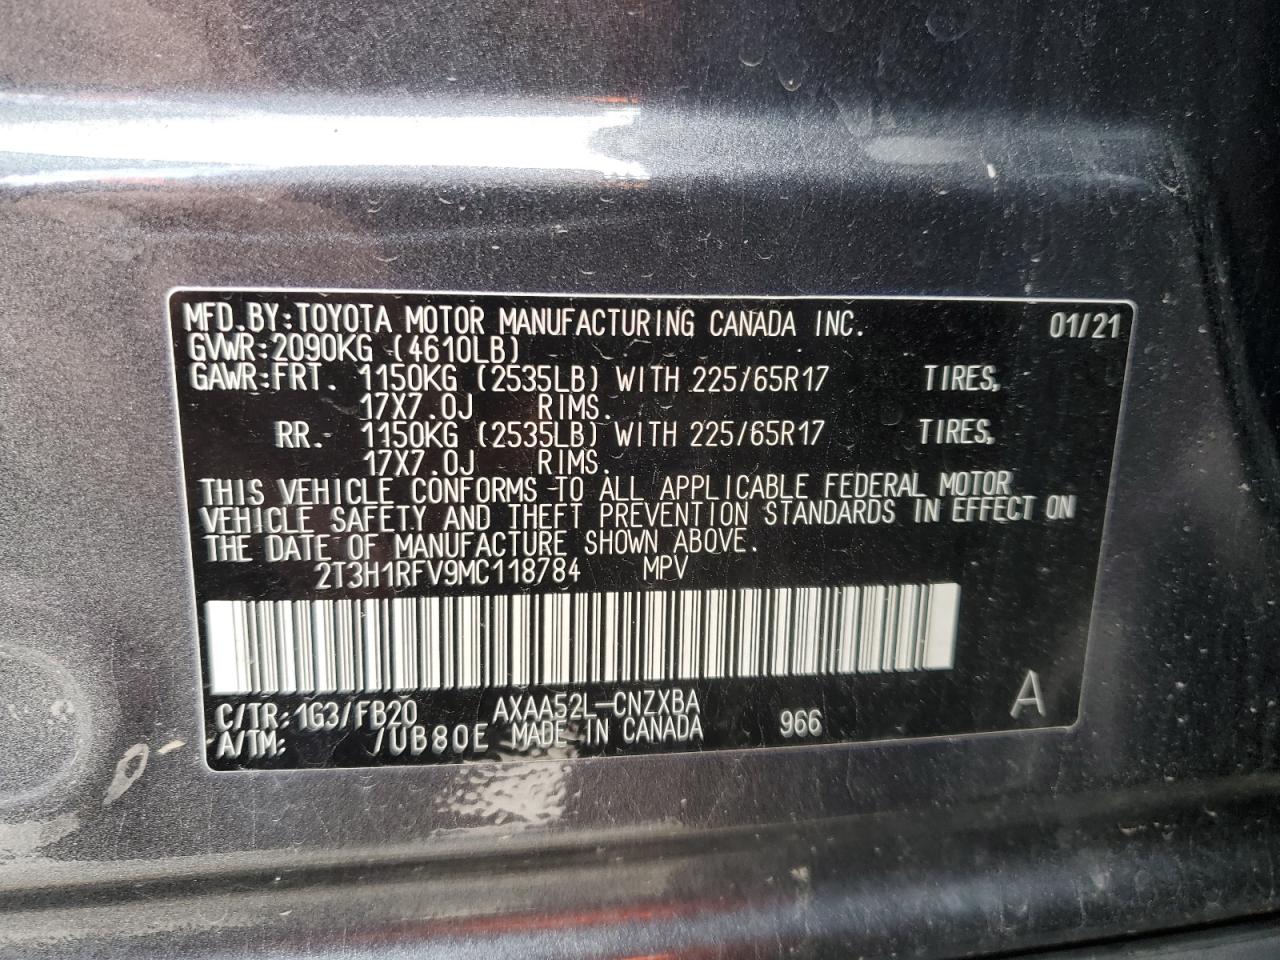 MFD.BY:TOYOTA MOTOR MANUFACTURING CANADA INC. 01/21
GVWR:2090KG (4610LB)
GAWR:FRT. 1150KG (2535LB) WITH 225/65R17 TIRES,
17X7.0J RIMS.
RR. 1150KG (2535LB) WITH 225/65R17 TIRES,
17X7.0J RIMS.
THIS VEHICLE CONFORMS TO ALL APPLICABLE FEDERAL MOTOR
VEHICLE SAFETY AND THEFT PREVENTION STANDARDS IN EFFECT ON
THE DATE OF MANUFACTURE SHOWN ABOVE.
2T3H1RFV9MC118784 MPV
C/TR:1G3/FB20 AXAA52L-CNZXBA 966 A
A/TM: /UB80E MADE IN CANADA